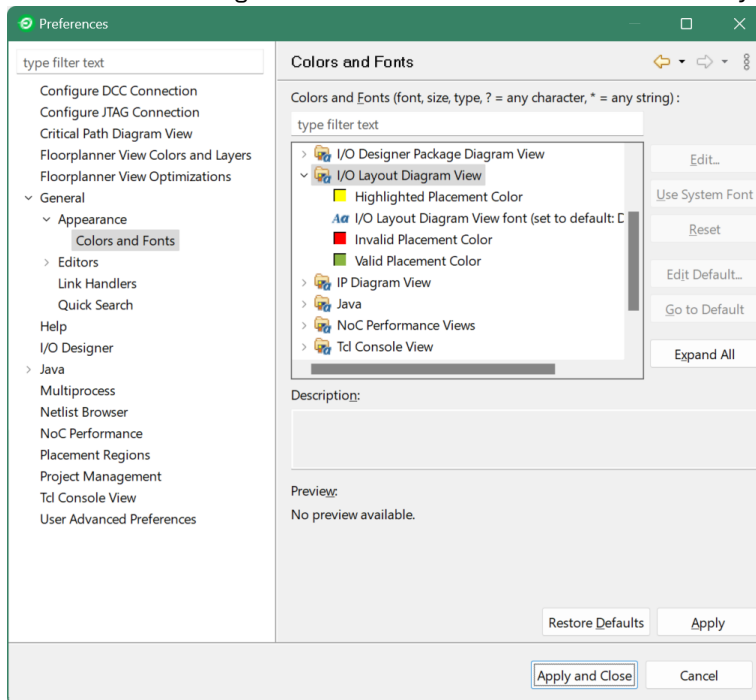 Preferences
type filter text
Configure DCC Connection
Configure JTAG Connection
Critical Path Diagram View
Floorplanner View Colors and Layers
Floorplanner View Optimizations
General
Appearance
Colors and Fonts
Editors
Link Handlers
Quick Search
Help
I/O Designer
Java
Multiprocess
Netlist Browser
NoC Performance
Placement Regions
Project Management
Tcl Console View
User Advanced Preferences
Colors and Fonts
Colors and Fonts (font, size, type, ? = any character, * = any string) :
type filter text
I/O Designer Package Diagram View
I/O Layout Diagram View
Highlighted Placement Color
Aa I/O Layout Diagram View font (set to default: D
Invalid Placement Color
Valid Placement Color
IP Diagram View
Java
NoC Performance Views
Tcl Console View
Edit...
Use System Font
Reset
Edit Default...
Go to Default
Expand All
Description:
Preview:
No preview available.
Restore Defaults
Apply
Apply and Close
Cancel